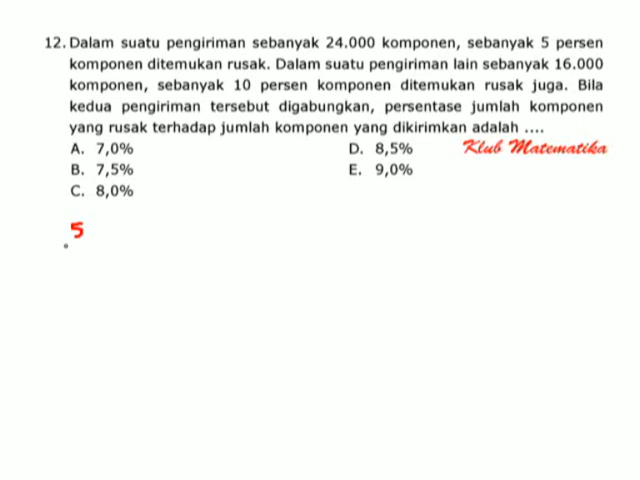 12. Dalam suatu pengiriman sebanyak 24.000 komponen, sebanyak 5 persen
komponen ditemukan rusak. Dalam suatu pengiriman lain sebanyak 16.000
komponen, sebanyak 10 persen komponen ditemukan rusak juga. Bila
kedua pengiriman tersebut digabungkan, persentase jumlah komponen
yang rusak terhadap jumlah komponen yang dikirimkan adalah ....
A. 7,0%
B. 7,5%
C. 8,0%
D. 8,5%
E. 9,0%
Klub Matematika
5